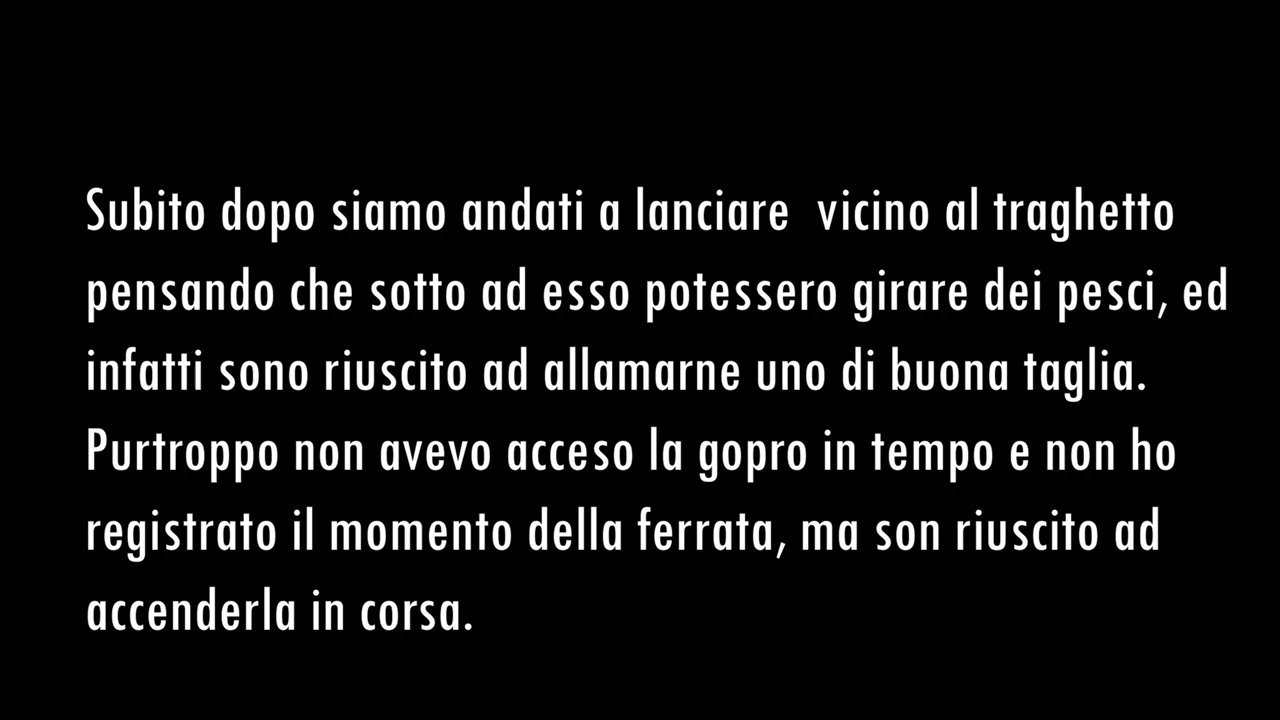 Subito dopo siamo andati a lanciare  vicino al traghetto
pensando che sotto ad esso potessero girare dei pesci, ed
infatti sono riuscito ad allamarne uno di buona taglia.
Purtroppo non avevo acceso la gopro in tempo e non ho
registrato il momento della ferrata, ma son riuscito ad
accenderla in corsa.